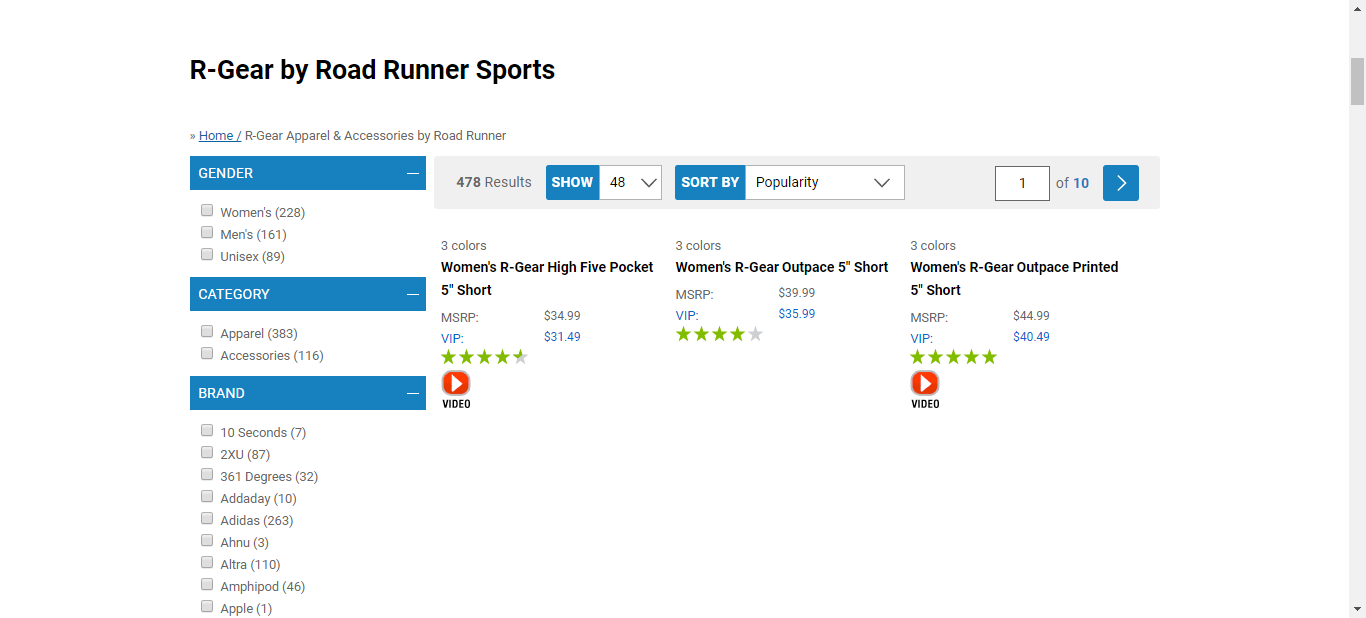 R-Gear by Road Runner Sports
» Home / R-Gear Apparel & Accessories by Road Runner
GENDER
Women's (228)
Men's (161)
Unisex (89)
CATEGORY
Apparel (383)
Accessories (116)
BRAND
10 Seconds (7)
2XU (87)
361 Degrees (32)
Addaday (10)
Adidas (263)
Ahnu (3)
Altra (110)
Amphipod (46)
Apple (1)
478 Results SHOW 48 SORT BY Popularity 1 of 10
3 colors
Women's R-Gear High Five Pocket
5" Short
MSRP: $34.99
VIP: $31.49
VIDEO
3 colors
Women's R-Gear Outpace 5" Short
MSRP: $39.99
VIP: $35.99
3 colors
Women's R-Gear Outpace Printed
5" Short
MSRP: $44.99
VIP: $40.49
VIDEO